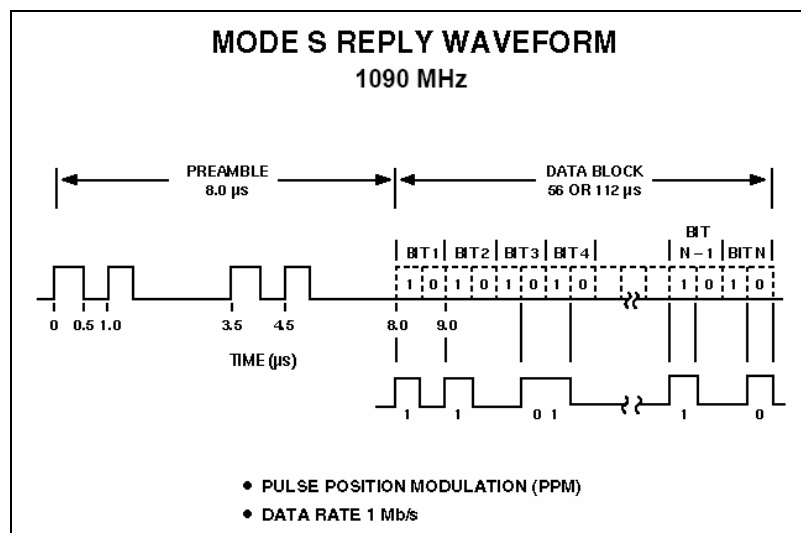 MODE S REPLY WAVEFORM
1090 MHz
PREAMBLE
8.0 µs
DATA BLOCK
56 OR 112 µs
BIT
BIT 1 BIT 2 BIT 3 BIT 4 N – 1 BIT N
1 0 1 0 1 0 1 0 1 0 1 0
0 0.5 1.0 3.5 4.5 8.0 9.0
TIME (µs)
1 1 0 1 1 0
• PULSE POSITION MODULATION (PPM)
• DATA RATE 1 Mb/s